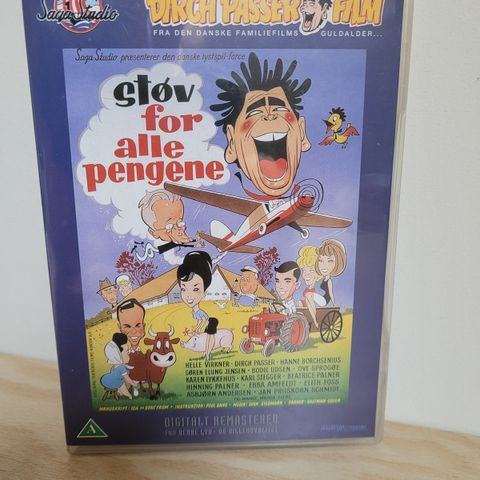 Saga Studio
DIRCH PASSER FILM
FRA DEN DANSKE FAMILIEFILMS GULDALDER...
Saga Studio præsenterer den danske lystspil-farce
støv
for
alle
pengene
HELLE VIRKNER - DIRCH PASSER - HANNE BORCHSENIUS
SØREN ELUNG JENSEN - BODIL UDSEN - OVE SPROGØE
KAREN LYKKEHUS - KARL STEGGER - BEATRICE PALNER
HENNING PALNER - EBBA AMFELDT - ELITH FOSS
ASBJØRN ANDERSEN - JAN PRISKORN SCHMIDT
DIGITALT REMASTERED
A